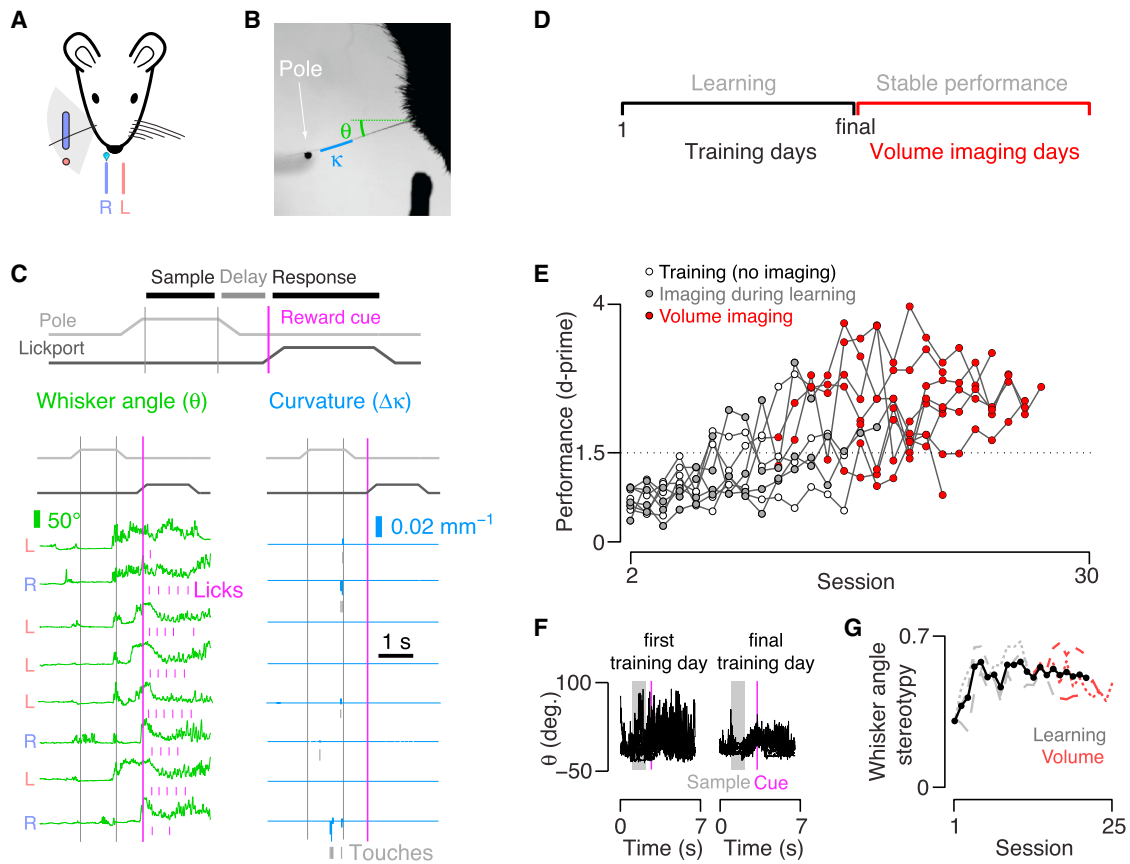 A
R
L
B
Pole
θ
κ
D
Learning
Stable performance
1
final
Training days
Volume imaging days
C
Sample
Delay
Response
Pole
Reward cue
Lickport
Whisker angle (θ)
Curvature (Δκ)
50°
0.02 mm−1
L
R
Licks
L
L
1 s
L
R
L
R
Touches
E
Training (no imaging)
Imaging during learning
Volume imaging
Performance (d-prime)
4
1.5
0
2
30
Session
F
first
training day
final
training day
θ (deg.)
100
−50
Sample
Cue
0
7
0
7
Time (s)
Time (s)
G
Whisker angle
stereotypy
0.7
0
Learning
Volume
1
25
Session